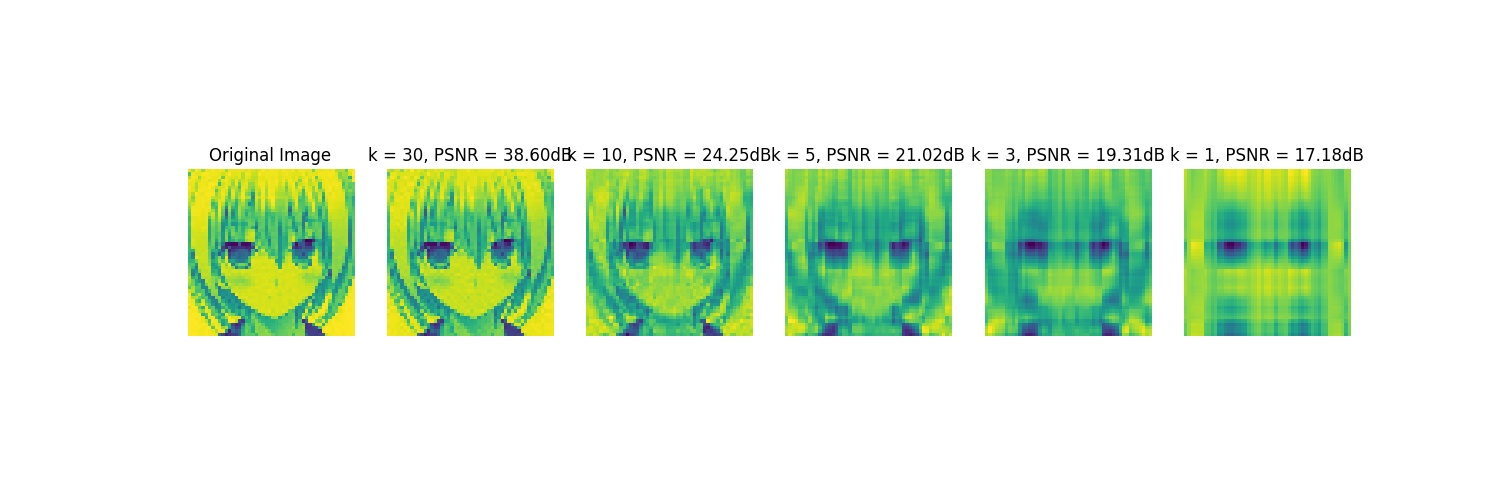 Original Image
k = 30, PSNR = 38.60dB
k = 10, PSNR = 24.25dB
k = 5, PSNR = 21.02dB
k = 3, PSNR = 19.31dB
k = 1, PSNR = 17.18dB